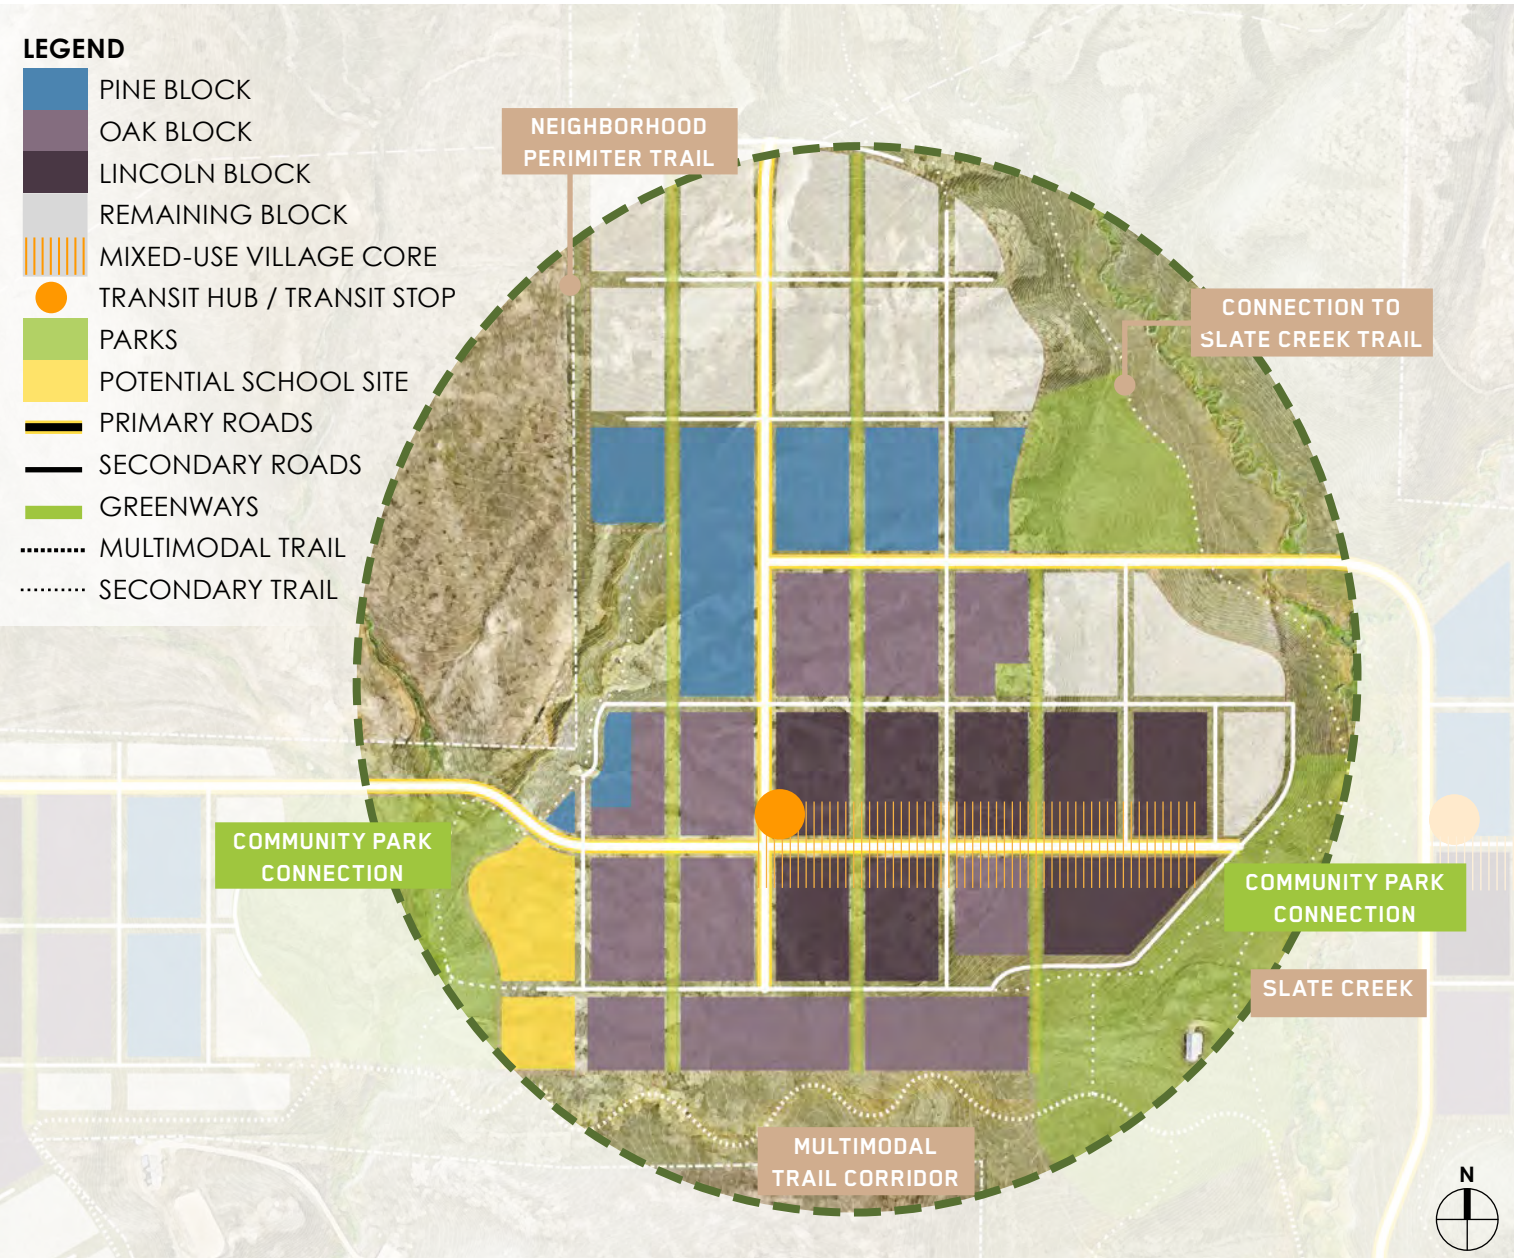 LEGEND
PINE BLOCK
OAK BLOCK
LINCOLN BLOCK
REMAINING BLOCK
MIXED-USE VILLAGE CORE
TRANSIT HUB / TRANSIT STOP
PARKS
POTENTIAL SCHOOL SITE
PRIMARY ROADS
SECONDARY ROADS
GREENWAYS
MULTIMODAL TRAIL
SECONDARY TRAIL
NEIGHBORHOOD
PERIMITER TRAIL
CONNECTION TO
SLATE CREEK TRAIL
COMMUNITY PARK
CONNECTION
COMMUNITY PARK
CONNECTION
SLATE CREEK
MULTIMODAL
TRAIL CORRIDOR
N